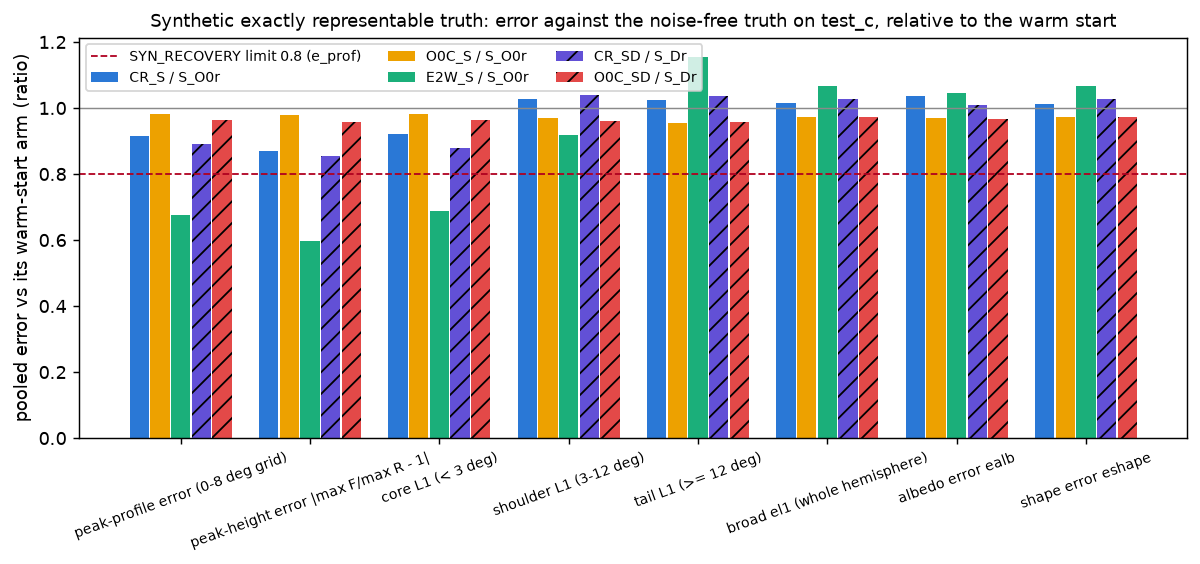 Synthetic exactly representable truth: error against the noise-free truth on test_c, relative to the warm start
pooled error vs its warm-start arm (ratio)
1.2
1.0
0.8
0.6
0.4
0.2
0.0
SYN_RECOVERY limit 0.8 (e_prof)
CR_S / S_O0r
O0C_S / S_O0r
E2W_S / S_O0r
CR_SD / S_Dr
O0C_SD / S_Dr
peak-profile error (0-8 deg grid)
peak-height error |max F/max R - 1|
core L1 (< 3 deg)
shoulder L1 (3-12 deg)
tail L1 (>= 12 deg)
broad el1 (whole hemisphere)
albedo error ealb
shape error eshape